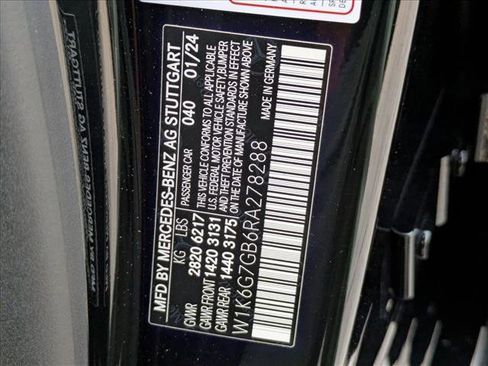 MFD BY MERCEDES-BENZ AG STUTTGART
KG LBS PASSENGER CAR 040 01/24
GVWR 2820 6217 THIS VEHICLE CONFORMS TO ALL APPLICABLE
GAWR FRONT 1420 3131 U.S. FEDERAL MOTOR VEHICLE SAFETY, BUMPER
GAWR REAR 1440 3175 AND THEFT PREVENTION STANDARDS IN EFFECT
ON DATE OF MANUFACTURE SHOWN ABOVE
W1K6G7GB6RA278288 MADE IN GERMANY